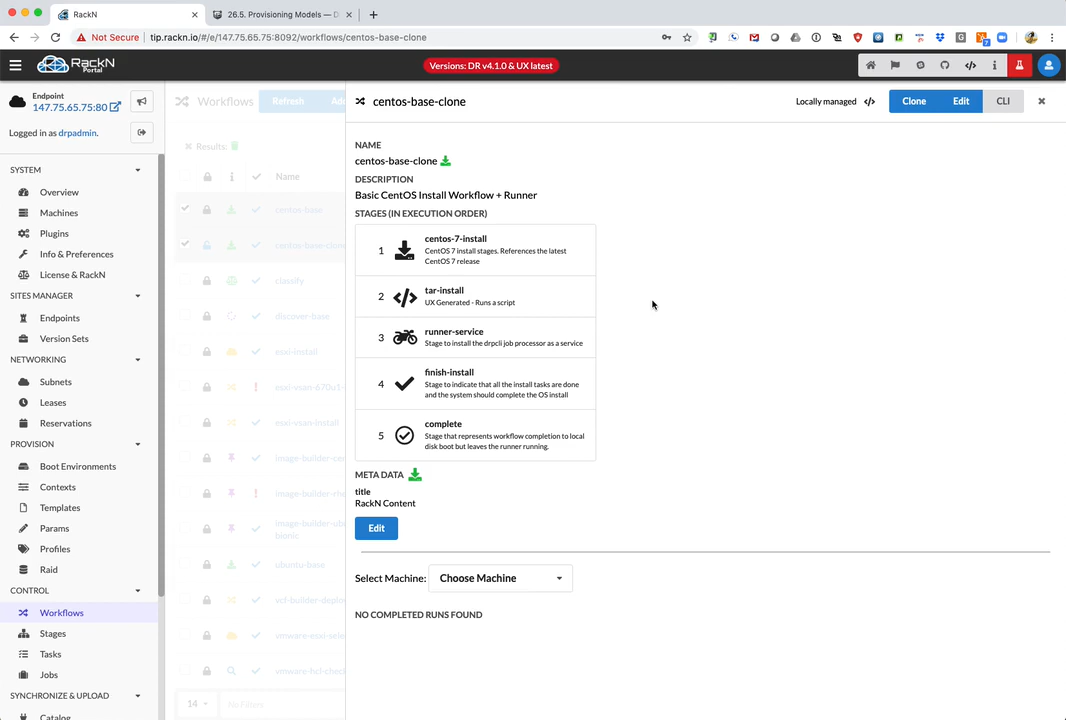 RackN
26.5. Provisioning Models — D
Not Secure
tip.rackn.io/#/e/147.75.65.75:8092/workflows/centos-base-clone
RackN
Portal
Versions: DR v4.1.0 & UX latest
Endpoint
147.75.65.75:80
Logged in as drpadmin.
SYSTEM
Overview
Machines
Plugins
Info & Preferences
License & RackN
SITES MANAGER
Endpoints
Version Sets
NETWORKING
Subnets
Leases
Reservations
PROVISION
Boot Environments
Contexts
Templates
Params
Profiles
Raid
CONTROL
Workflows
Stages
Tasks
Jobs
SYNCHRONIZE & UPLOAD
Catalog
Workflows
Refresh
Add
Results:
Name
centos-base
centos-base-clone
classify
discover-base
esxi-install
esxi-vsan-670u1-
esxi-vsan-install
image-builder-ce
image-builder-rhe
image-builder-ubu
bionic
ubuntu-base
vcf-builder-deplo
vmware-esxi-sele
vmware-hcl-chec
14
No Filters
centos-base-clone
Locally managed
Clone
Edit
CLI
NAME
centos-base-clone
DESCRIPTION
Basic CentOS Install Workflow + Runner
STAGES (IN EXECUTION ORDER)
1
centos-7-install
CentOS 7 install stages. References the latest
CentOS 7 release
2
tar-install
UX Generated - Runs a script
3
runner-service
Stage to install the drpcli job processor as a service
4
finish-install
Stage to indicate that all the install tasks are done
and the system should complete the OS install
5
complete
Stage that represents workflow completion to local
disk boot but leaves the runner running.
META DATA
title
RackN Content
Edit
Select Machine:
Choose Machine
NO COMPLETED RUNS FOUND